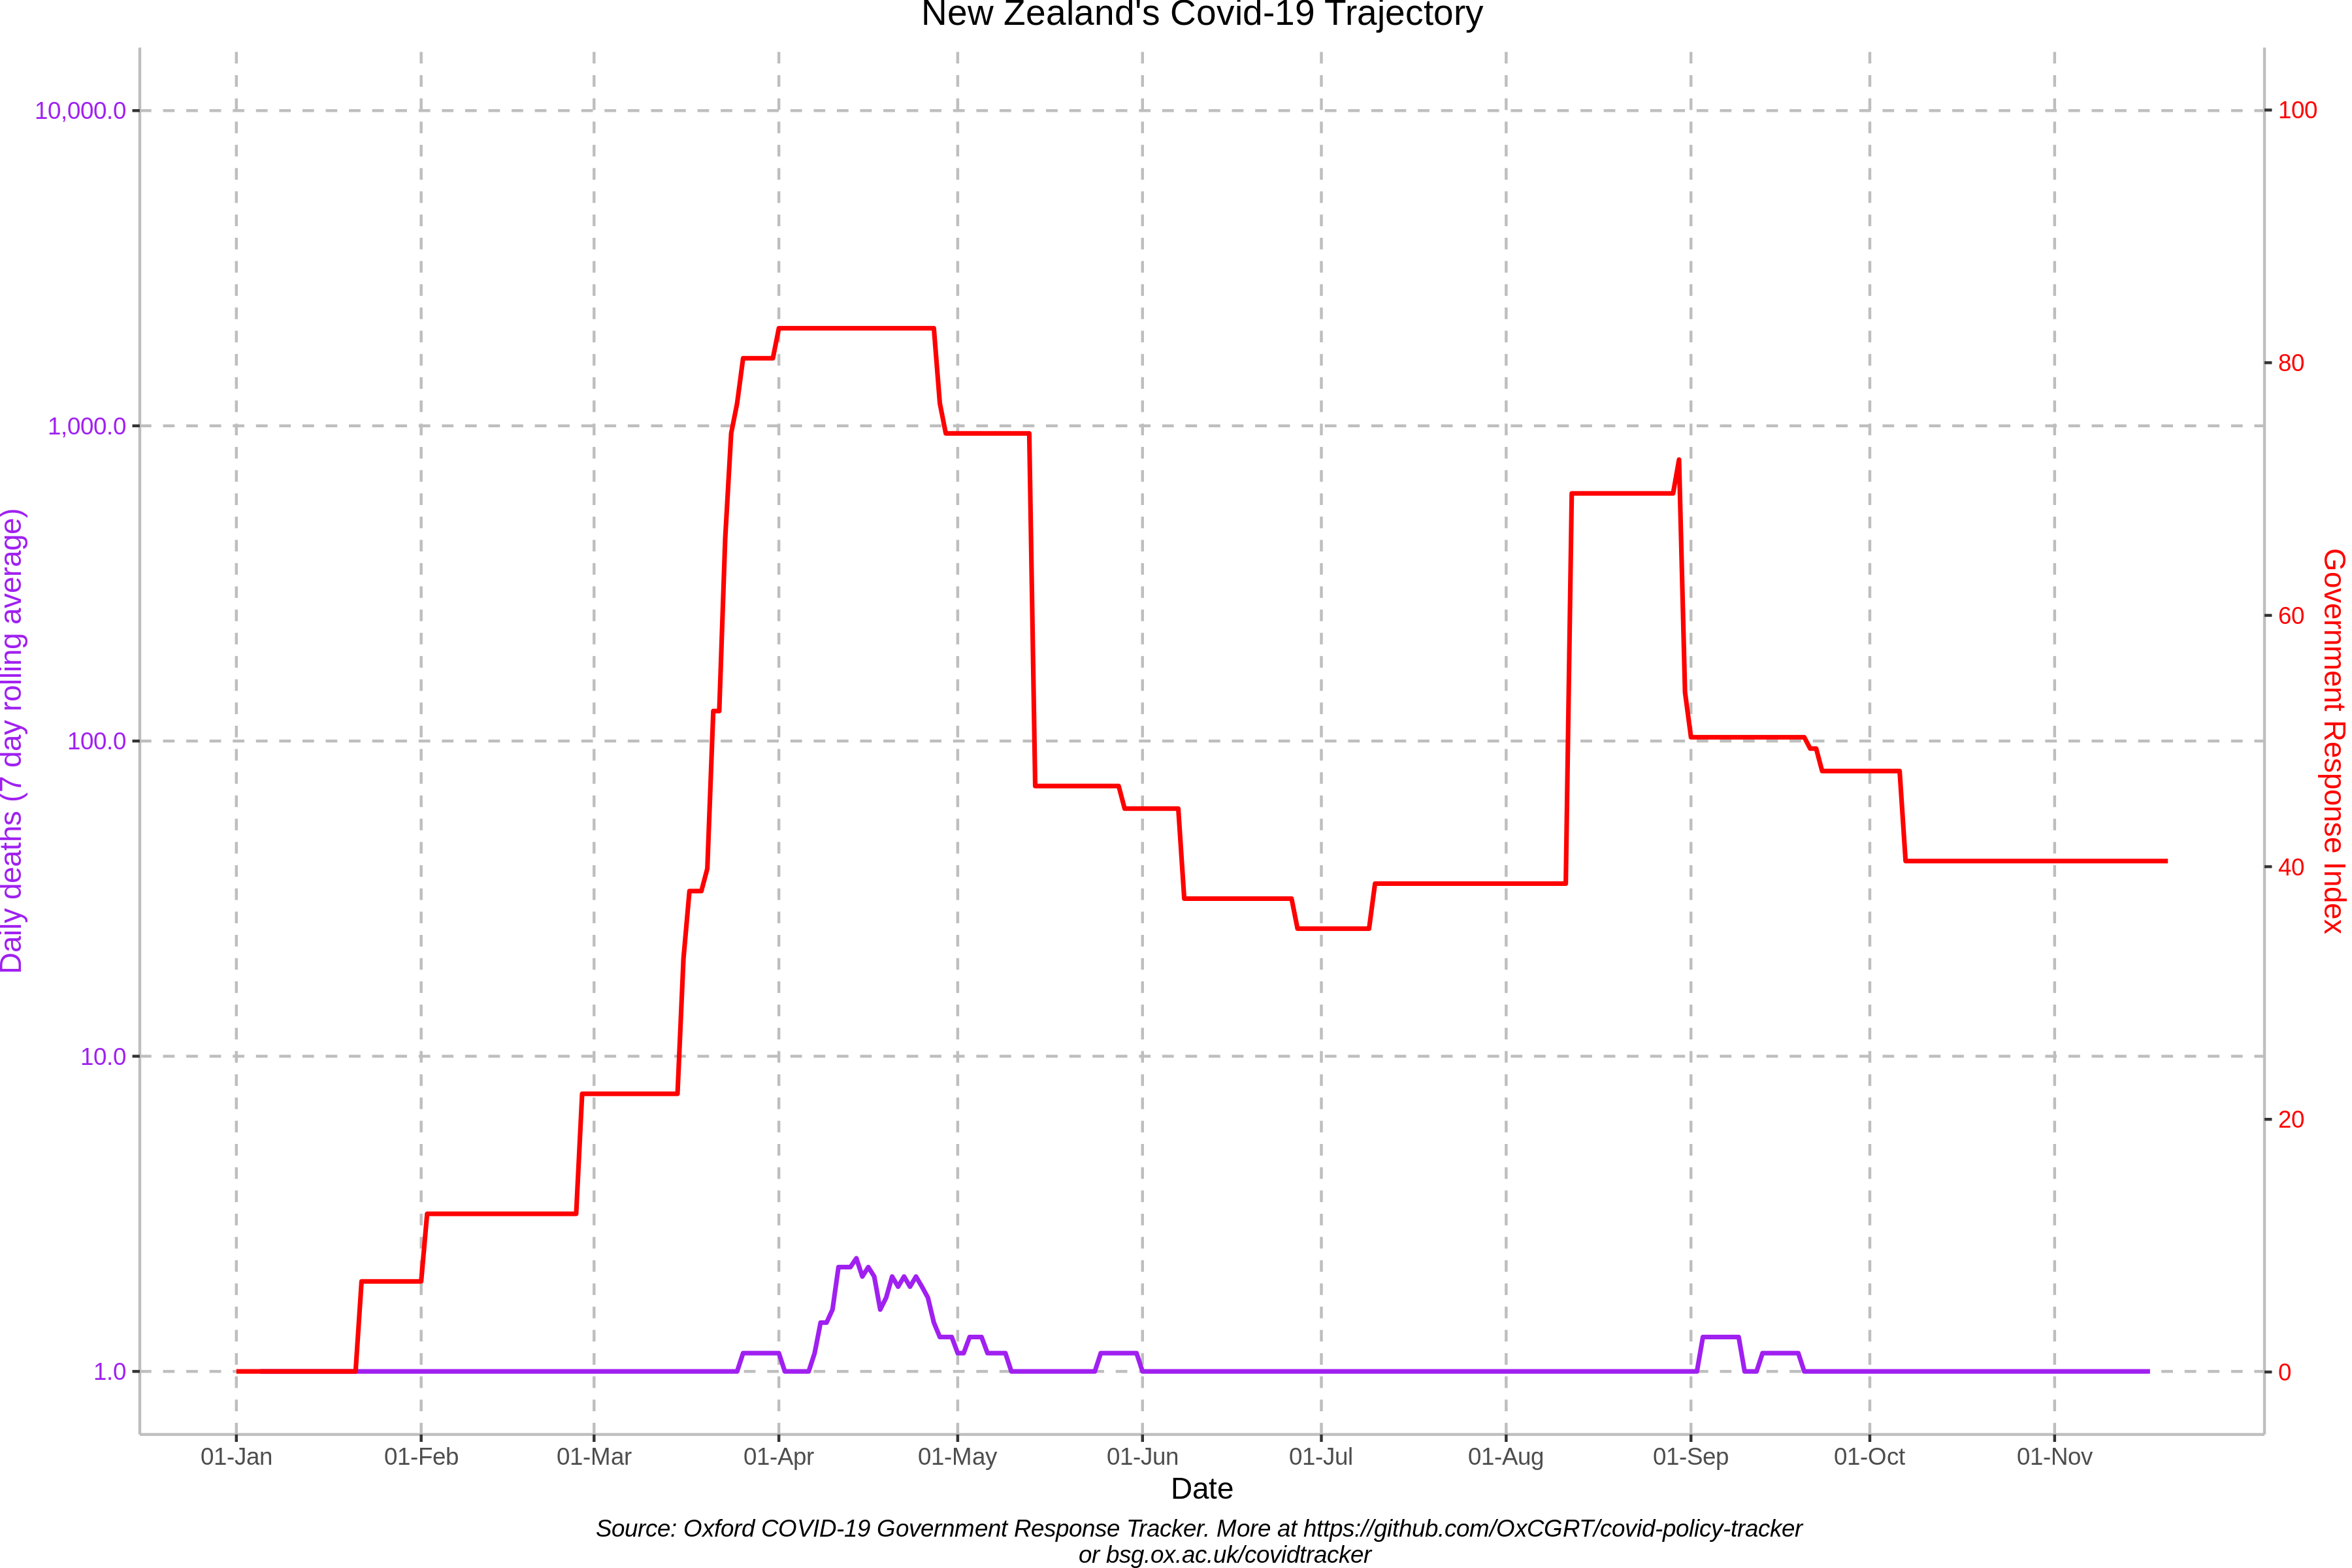 New Zealand's Covid-19 Trajectory
10,000.0
1,000.0
100.0
10.0
1.0
Daily deaths (7 day rolling average)
100
80
60
40
20
0
Government Response Index
01-Jan 01-Feb 01-Mar 01-Apr 01-May 01-Jun 01-Jul 01-Aug 01-Sep 01-Oct 01-Nov
Date
Source: Oxford COVID-19 Government Response Tracker. More at https://github.com/OxCGRT/covid-policy-tracker
or bsg.ox.ac.uk/covidtracker